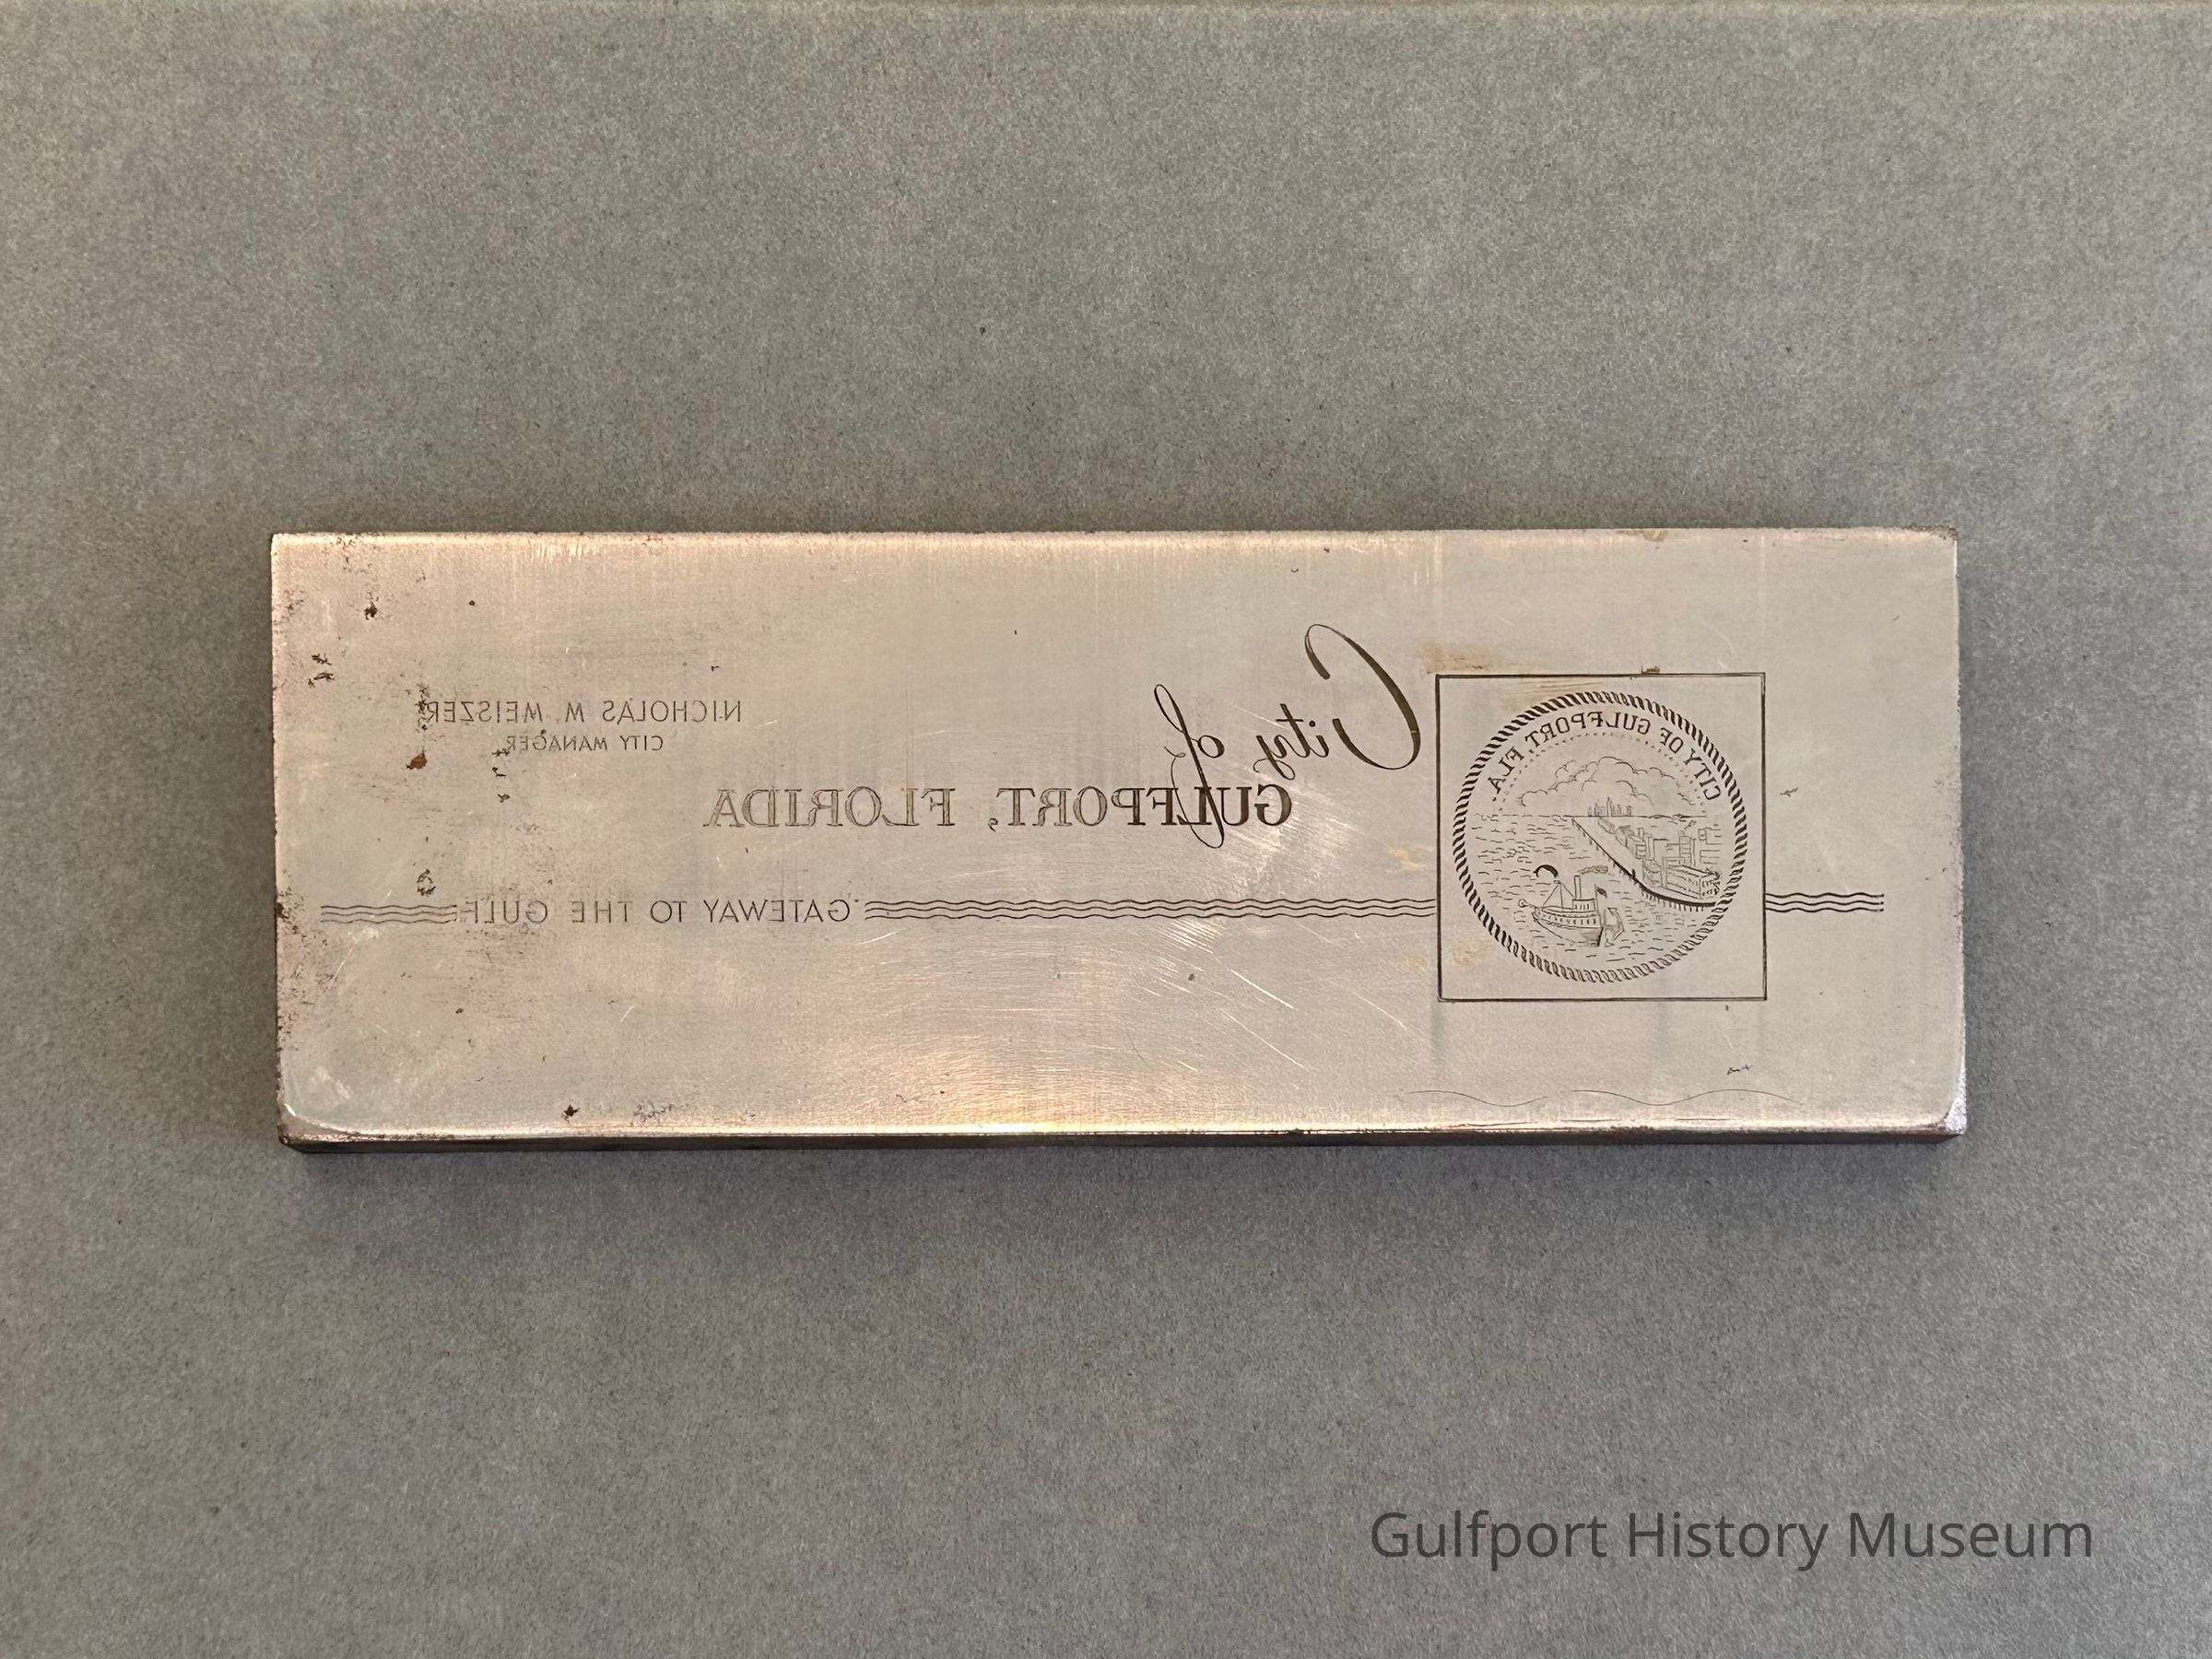 CITY OF GULFPORT, FLA.
City of
GULFPORT, FLORIDA
NICHOLAS M. MEISZER
CITY MANAGER
"GATEWAY TO THE GULF"
Gulfport History Museum